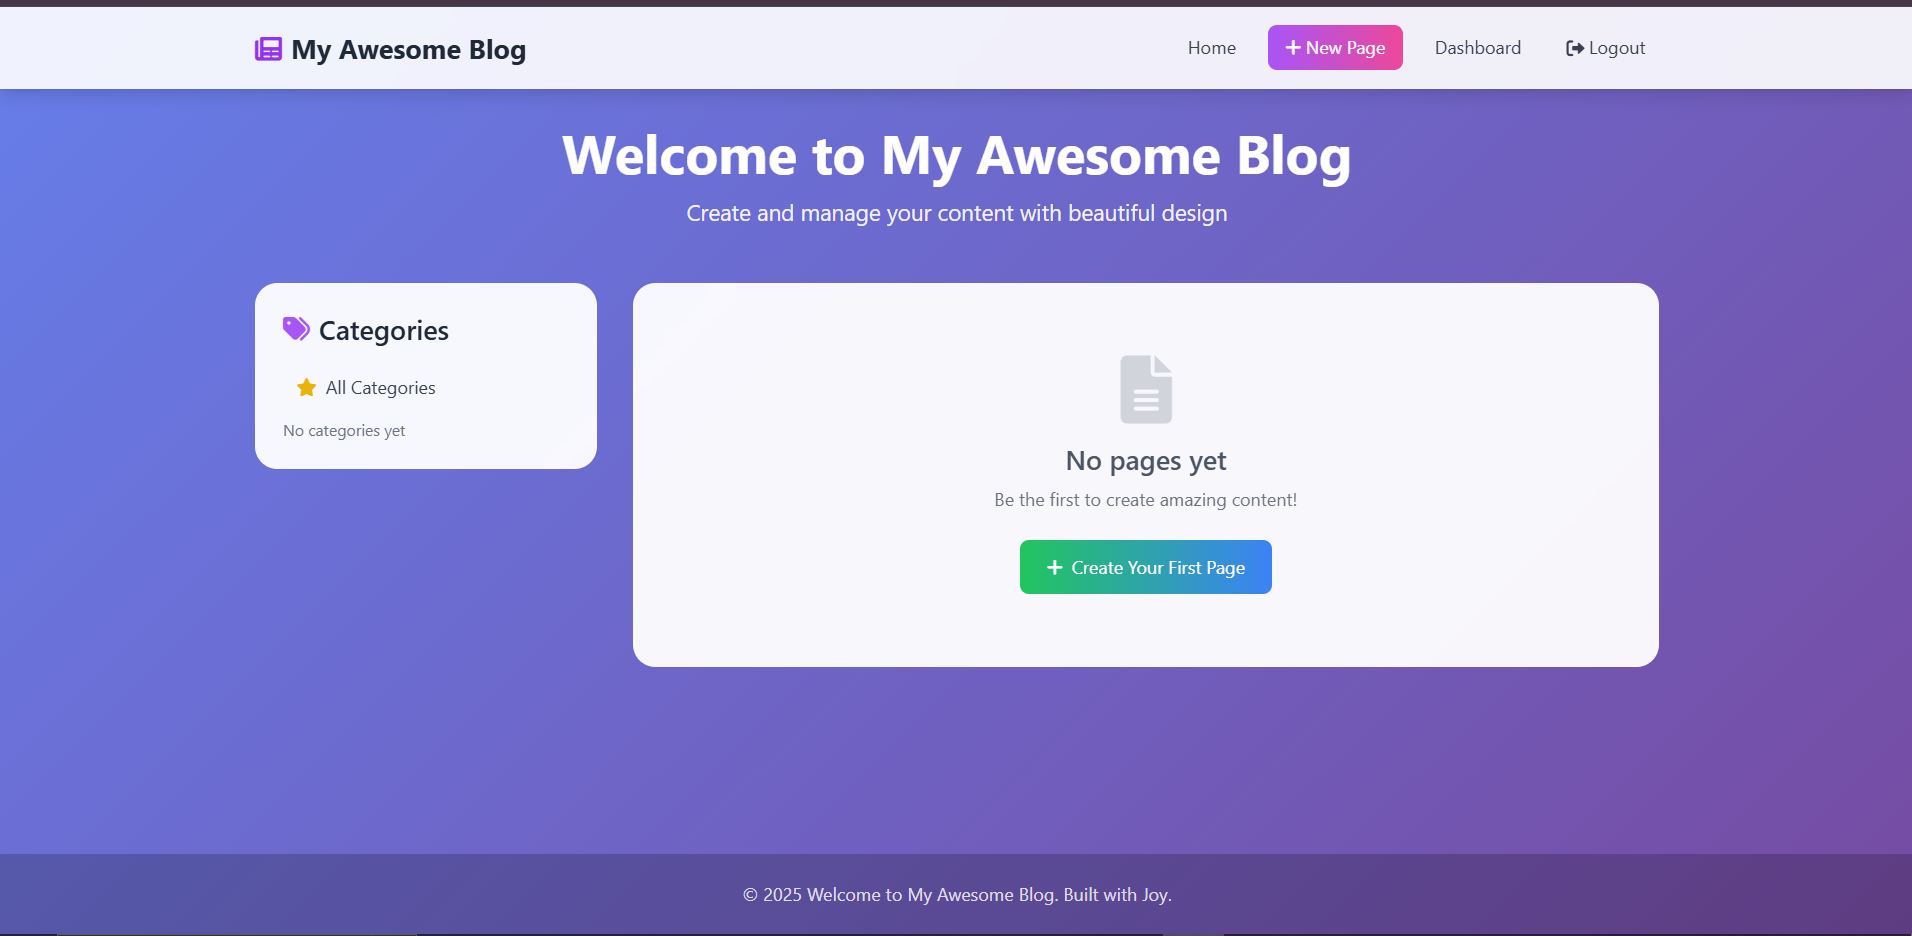 My Awesome Blog
Home
New Page
Dashboard
Logout
Welcome to My Awesome Blog
Create and manage your content with beautiful design
Categories
All Categories
No categories yet
No pages yet
Be the first to create amazing content!
Create Your First Page
© 2025 Welcome to My Awesome Blog. Built with Joy.